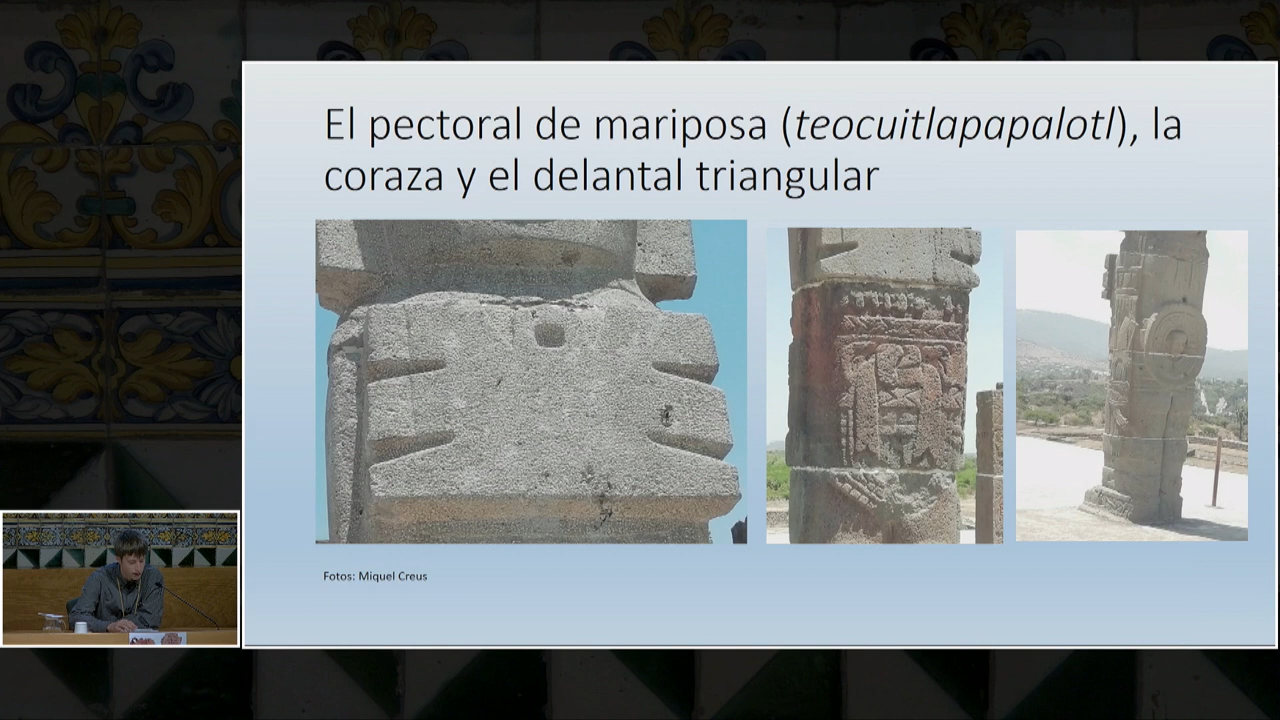 El pectoral de mariposa (teocuitlapapalotl), la
coraza y el delantal triangular
Fotos: Miquel Creus